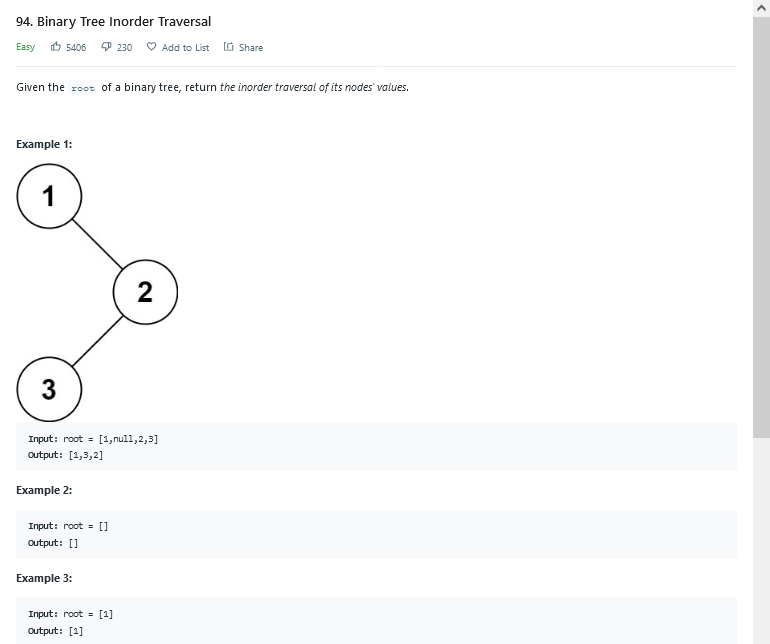 94. Binary Tree Inorder Traversal
Easy 5406 230 Add to List Share
Given the root of a binary tree, return the inorder traversal of its nodes' values.
Example 1:
1
2
3
Input: root = [1,null,2,3]
Output: [1,3,2]
Example 2:
Input: root = []
Output: []
Example 3:
Input: root = [1]
Output: [1]